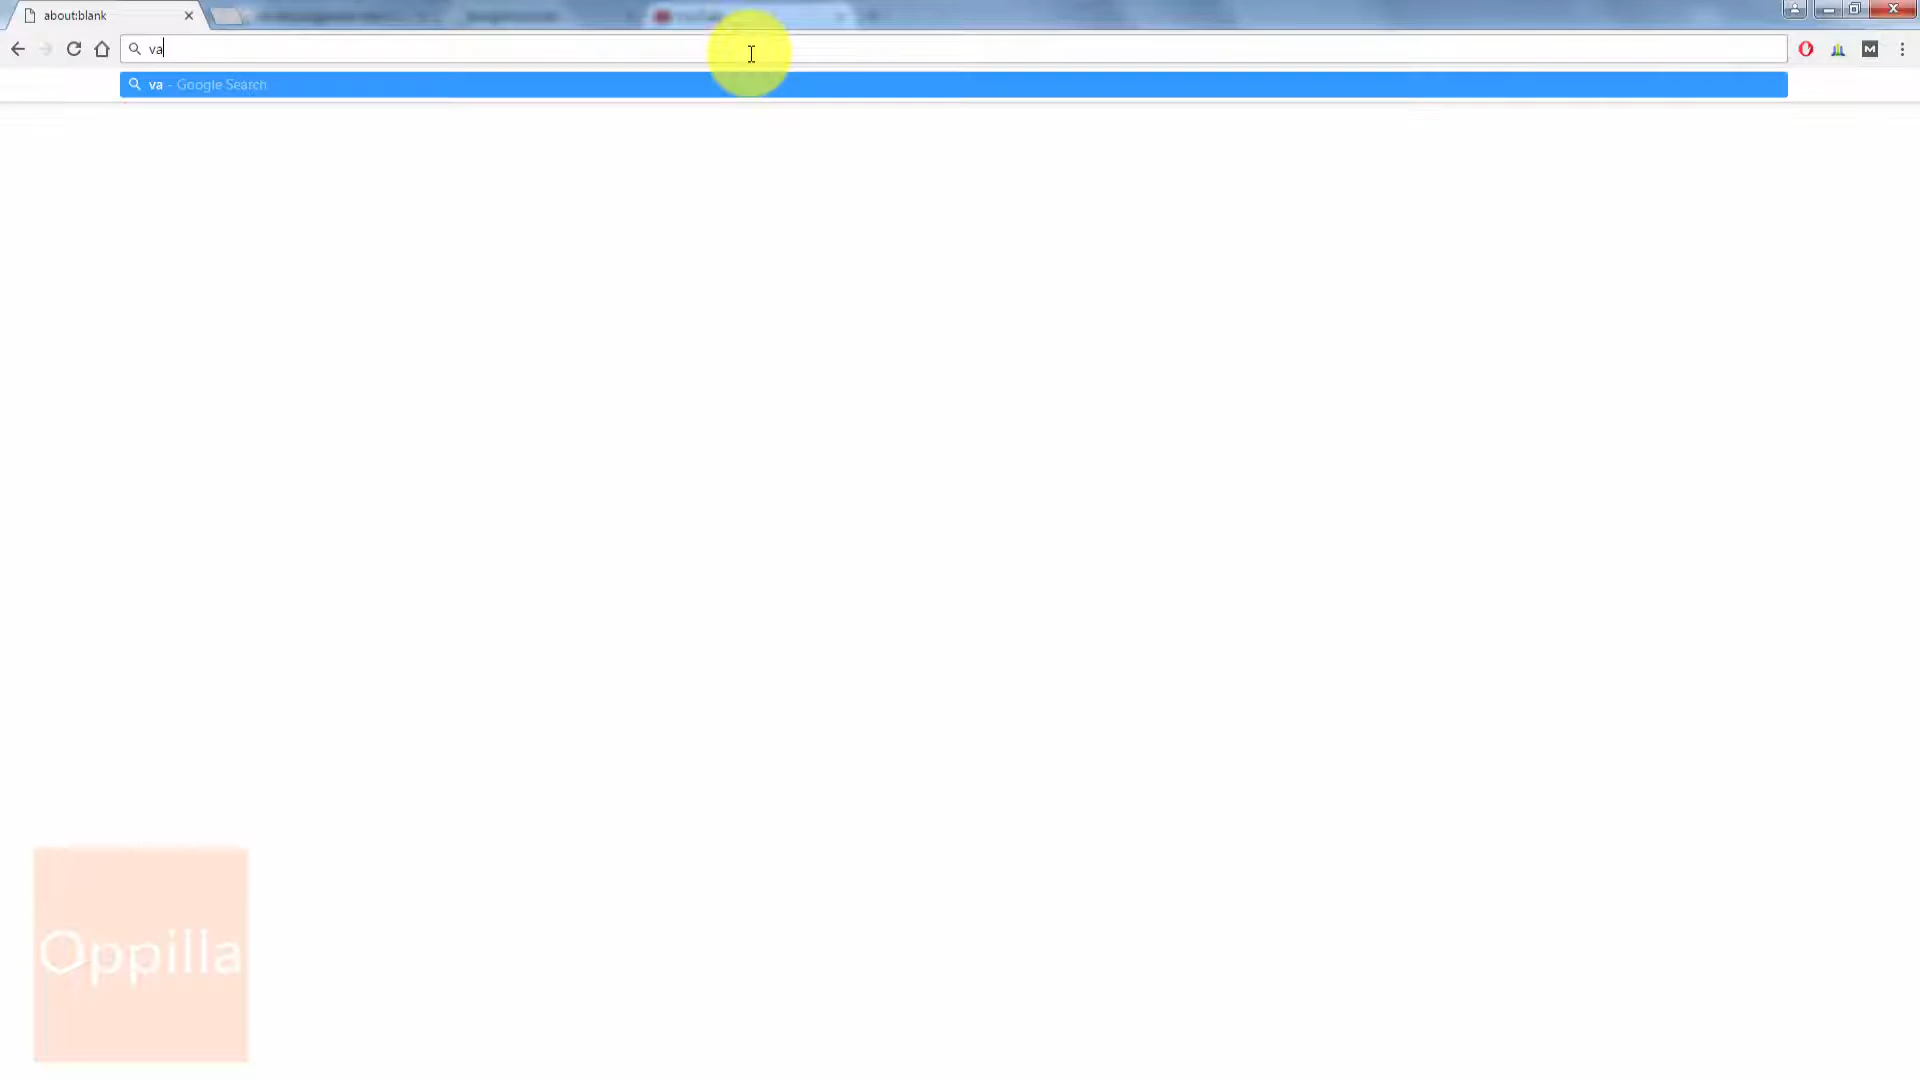 about:blank
va
va - Google Search
M
Oppilla